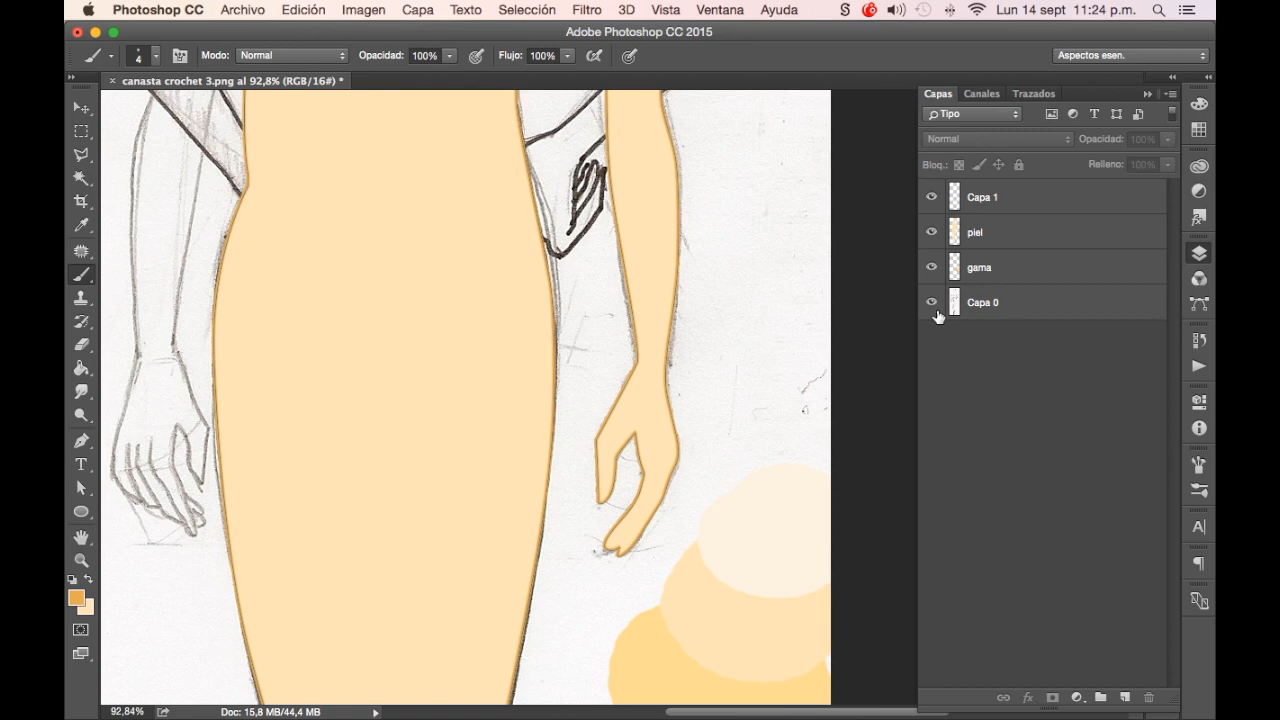 Photoshop CC Archivo Edición Imagen Capa Texto Selección Filtro 3D Vista Ventana Ayuda Lun 14 sept 11:24 p.m.
Adobe Photoshop CC 2015
4 Modo: Normal Opacidad: 100% Flujo: 100% Aspectos esen.
× canasta crochet 3.png al 92,8% (RGB/16#) *
Capas Canales Trazados
Tipo
Normal Opacidad: 100%
Bloq.: Relleno: 100%
Capa 1
piel
gama
Capa 0
92,84% Doc: 15,8 MB/44,4 MB